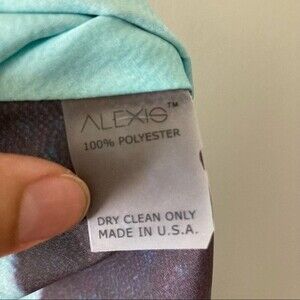 ALEXIS™
100% POLYESTER
DRY CLEAN ONLY
MADE IN U.S.A.